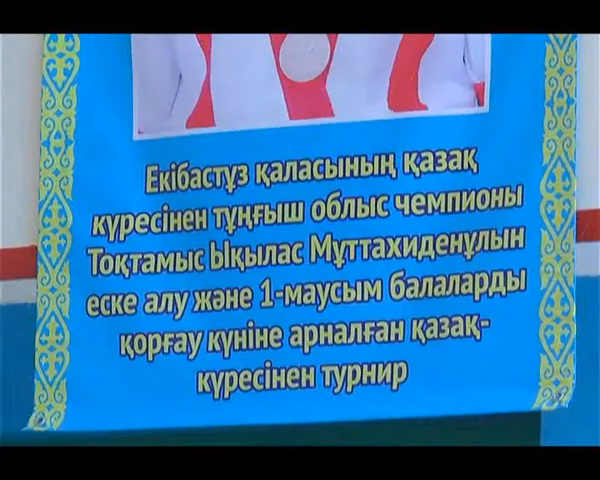 Екібастұз қаласының қазақ
күресінен тұңғыш облыс чемпионы
Тоқтамыс Ықылас Мұттахиденұлын
еске алу және 1-маусым балаларды
қорғау күніне арналған қазақ-
күресінен турнир